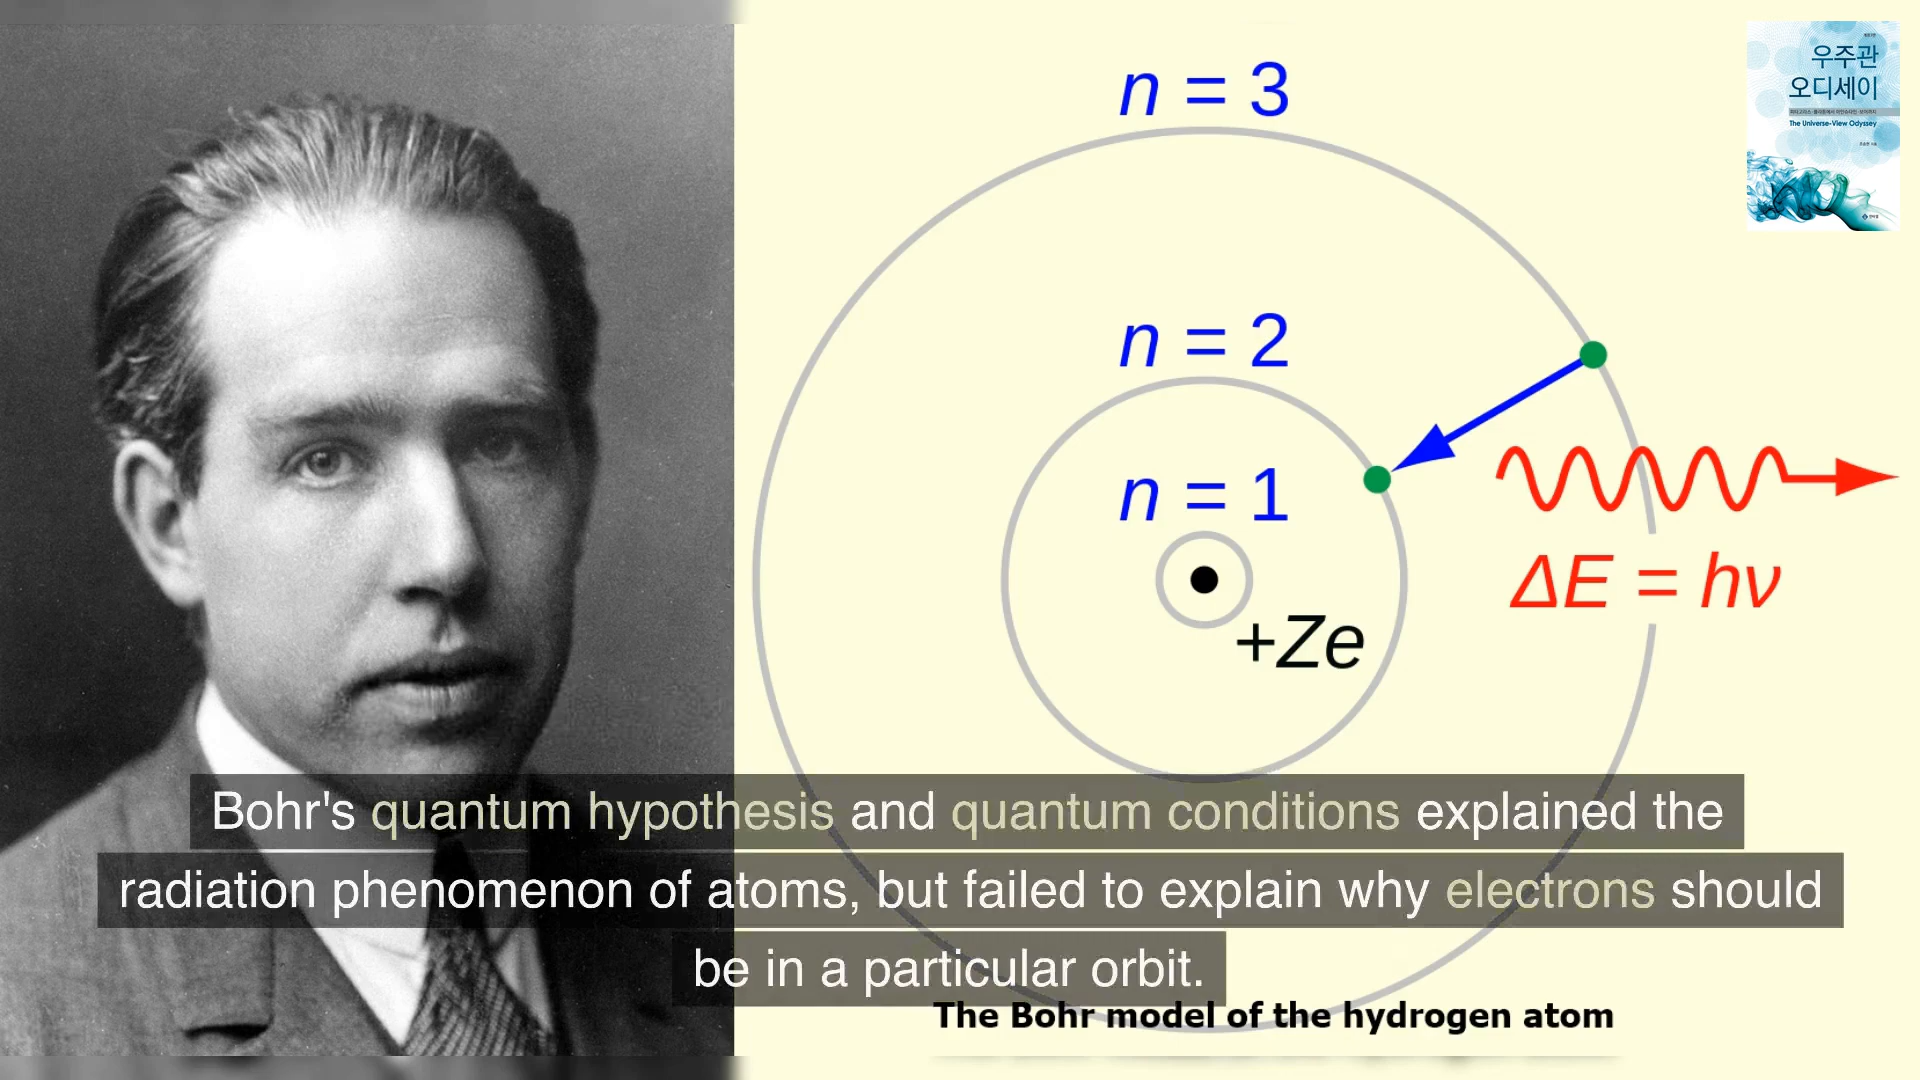 우주관
오디세이
The Universe-View Odyssey
n = 3
n = 2
n = 1
+Ze
ΔE = hν
Bohr's quantum hypothesis and quantum conditions explained the
radiation phenomenon of atoms, but failed to explain why electrons should
be in a particular orbit.
The Bohr model of the hydrogen atom